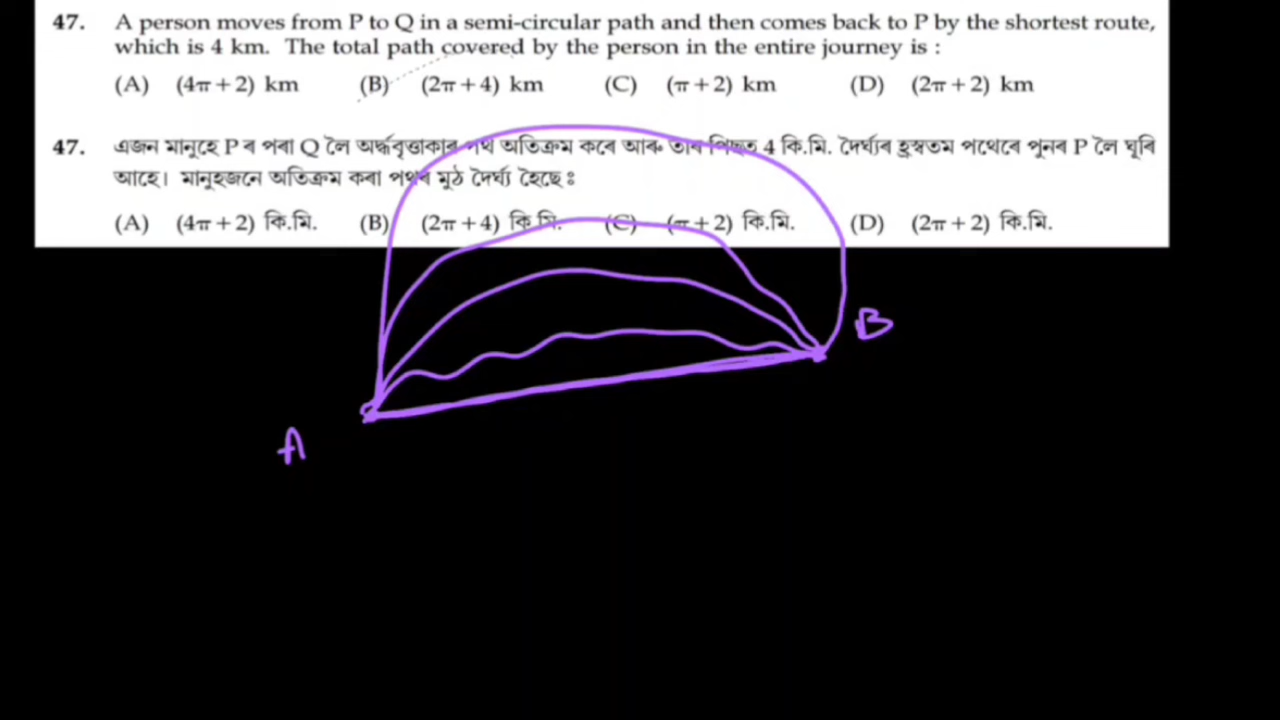 47. A person moves from P to Q in a semi-circular path and then comes back to P by the shortest route,
which is 4 km. The total path covered by the person in the entire journey is :
(A) (4π + 2) km (B) (2π + 4) km (C) (π + 2) km (D) (2π + 2) km
47. এজন মানুহে P ৰ পৰা Q লৈ অৰ্দ্ধবৃত্তাকাৰ পথ অতিক্ৰম কৰে আৰু তাৰ পিছত 4 কি.মি. দৈৰ্ঘ্যৰ হ্ৰস্বতম পথেৰে পুনৰ P লৈ ঘূৰি
আহে। মানুহজনে অতিক্ৰম কৰা পথৰ মুঠ দৈৰ্ঘ্য হৈছে :
(A) (4π + 2) কি.মি. (B) (2π + 4) কি.মি. (C) (π + 2) কি.মি. (D) (2π + 2) কি.মি.
B
A